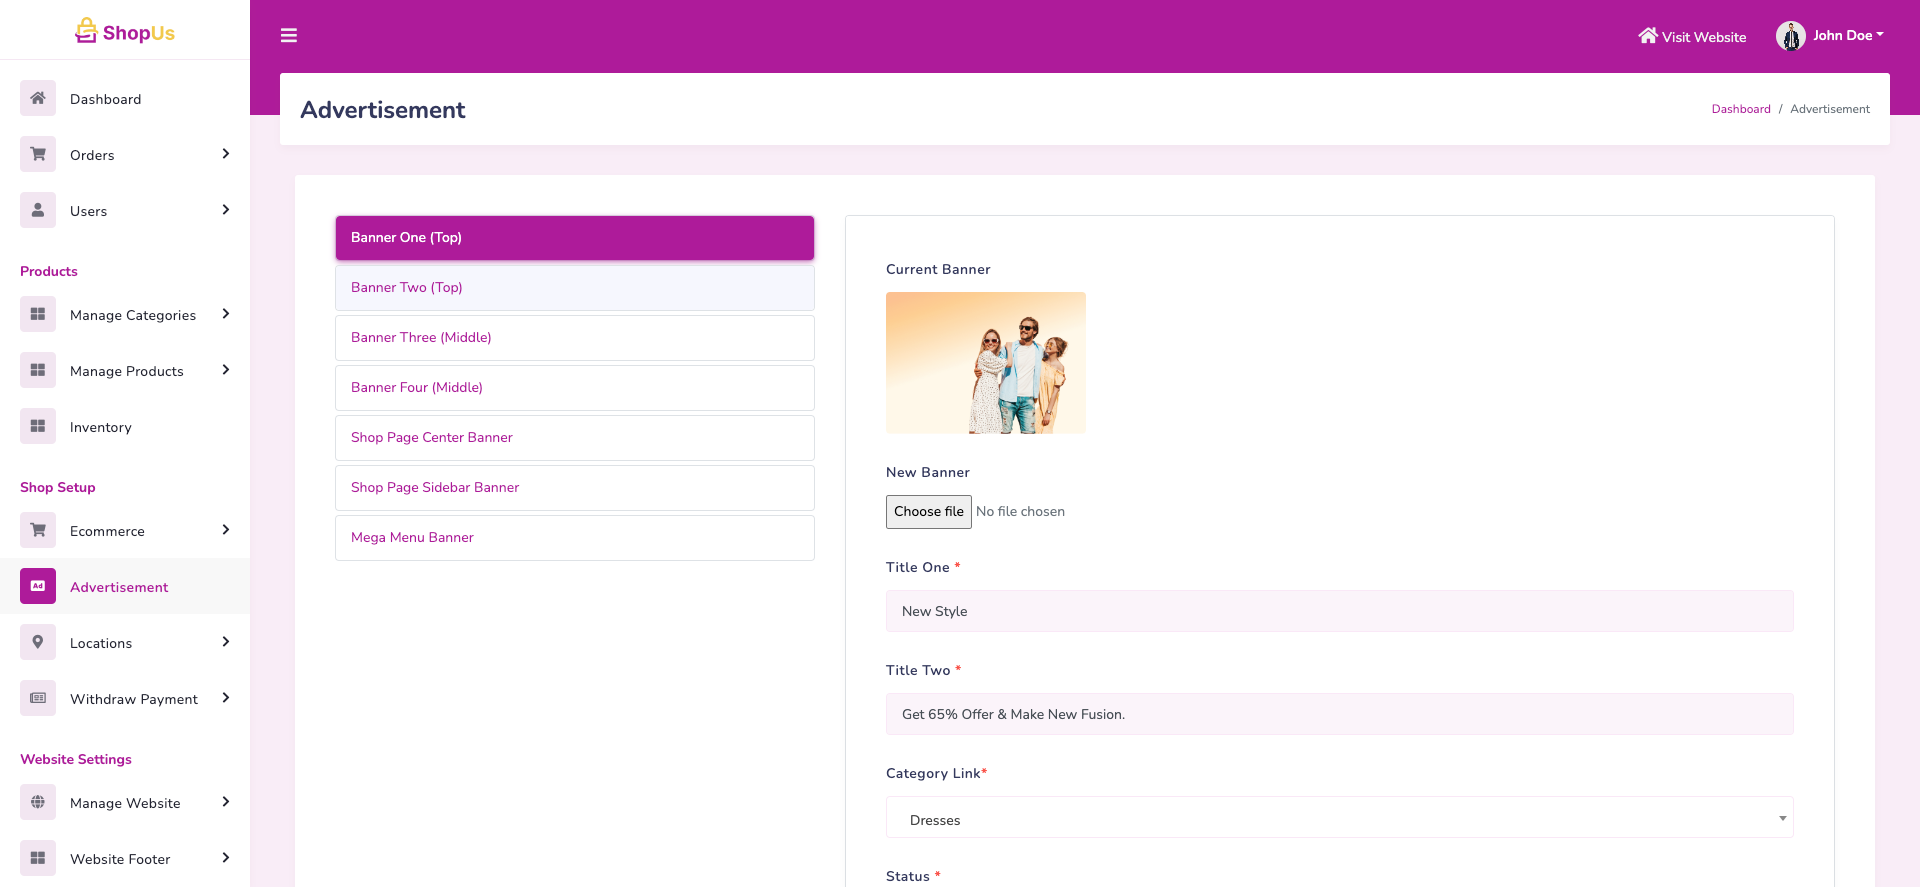 ShopUs
Visit Website
John Doe
Dashboard
Orders
Users
Products
Manage Categories
Manage Products
Inventory
Shop Setup
Ecommerce
Ad
Advertisement
Locations
Withdraw Payment
Website Settings
Manage Website
Website Footer
Advertisement
Dashboard / Advertisement
Banner One (Top)
Banner Two (Top)
Banner Three (Middle)
Banner Four (Middle)
Shop Page Center Banner
Shop Page Sidebar Banner
Mega Menu Banner
Current Banner
New Banner
Choose file No file chosen
Title One *
New Style
Title Two *
Get 65% Offer & Make New Fusion.
Category Link*
Dresses
Status *